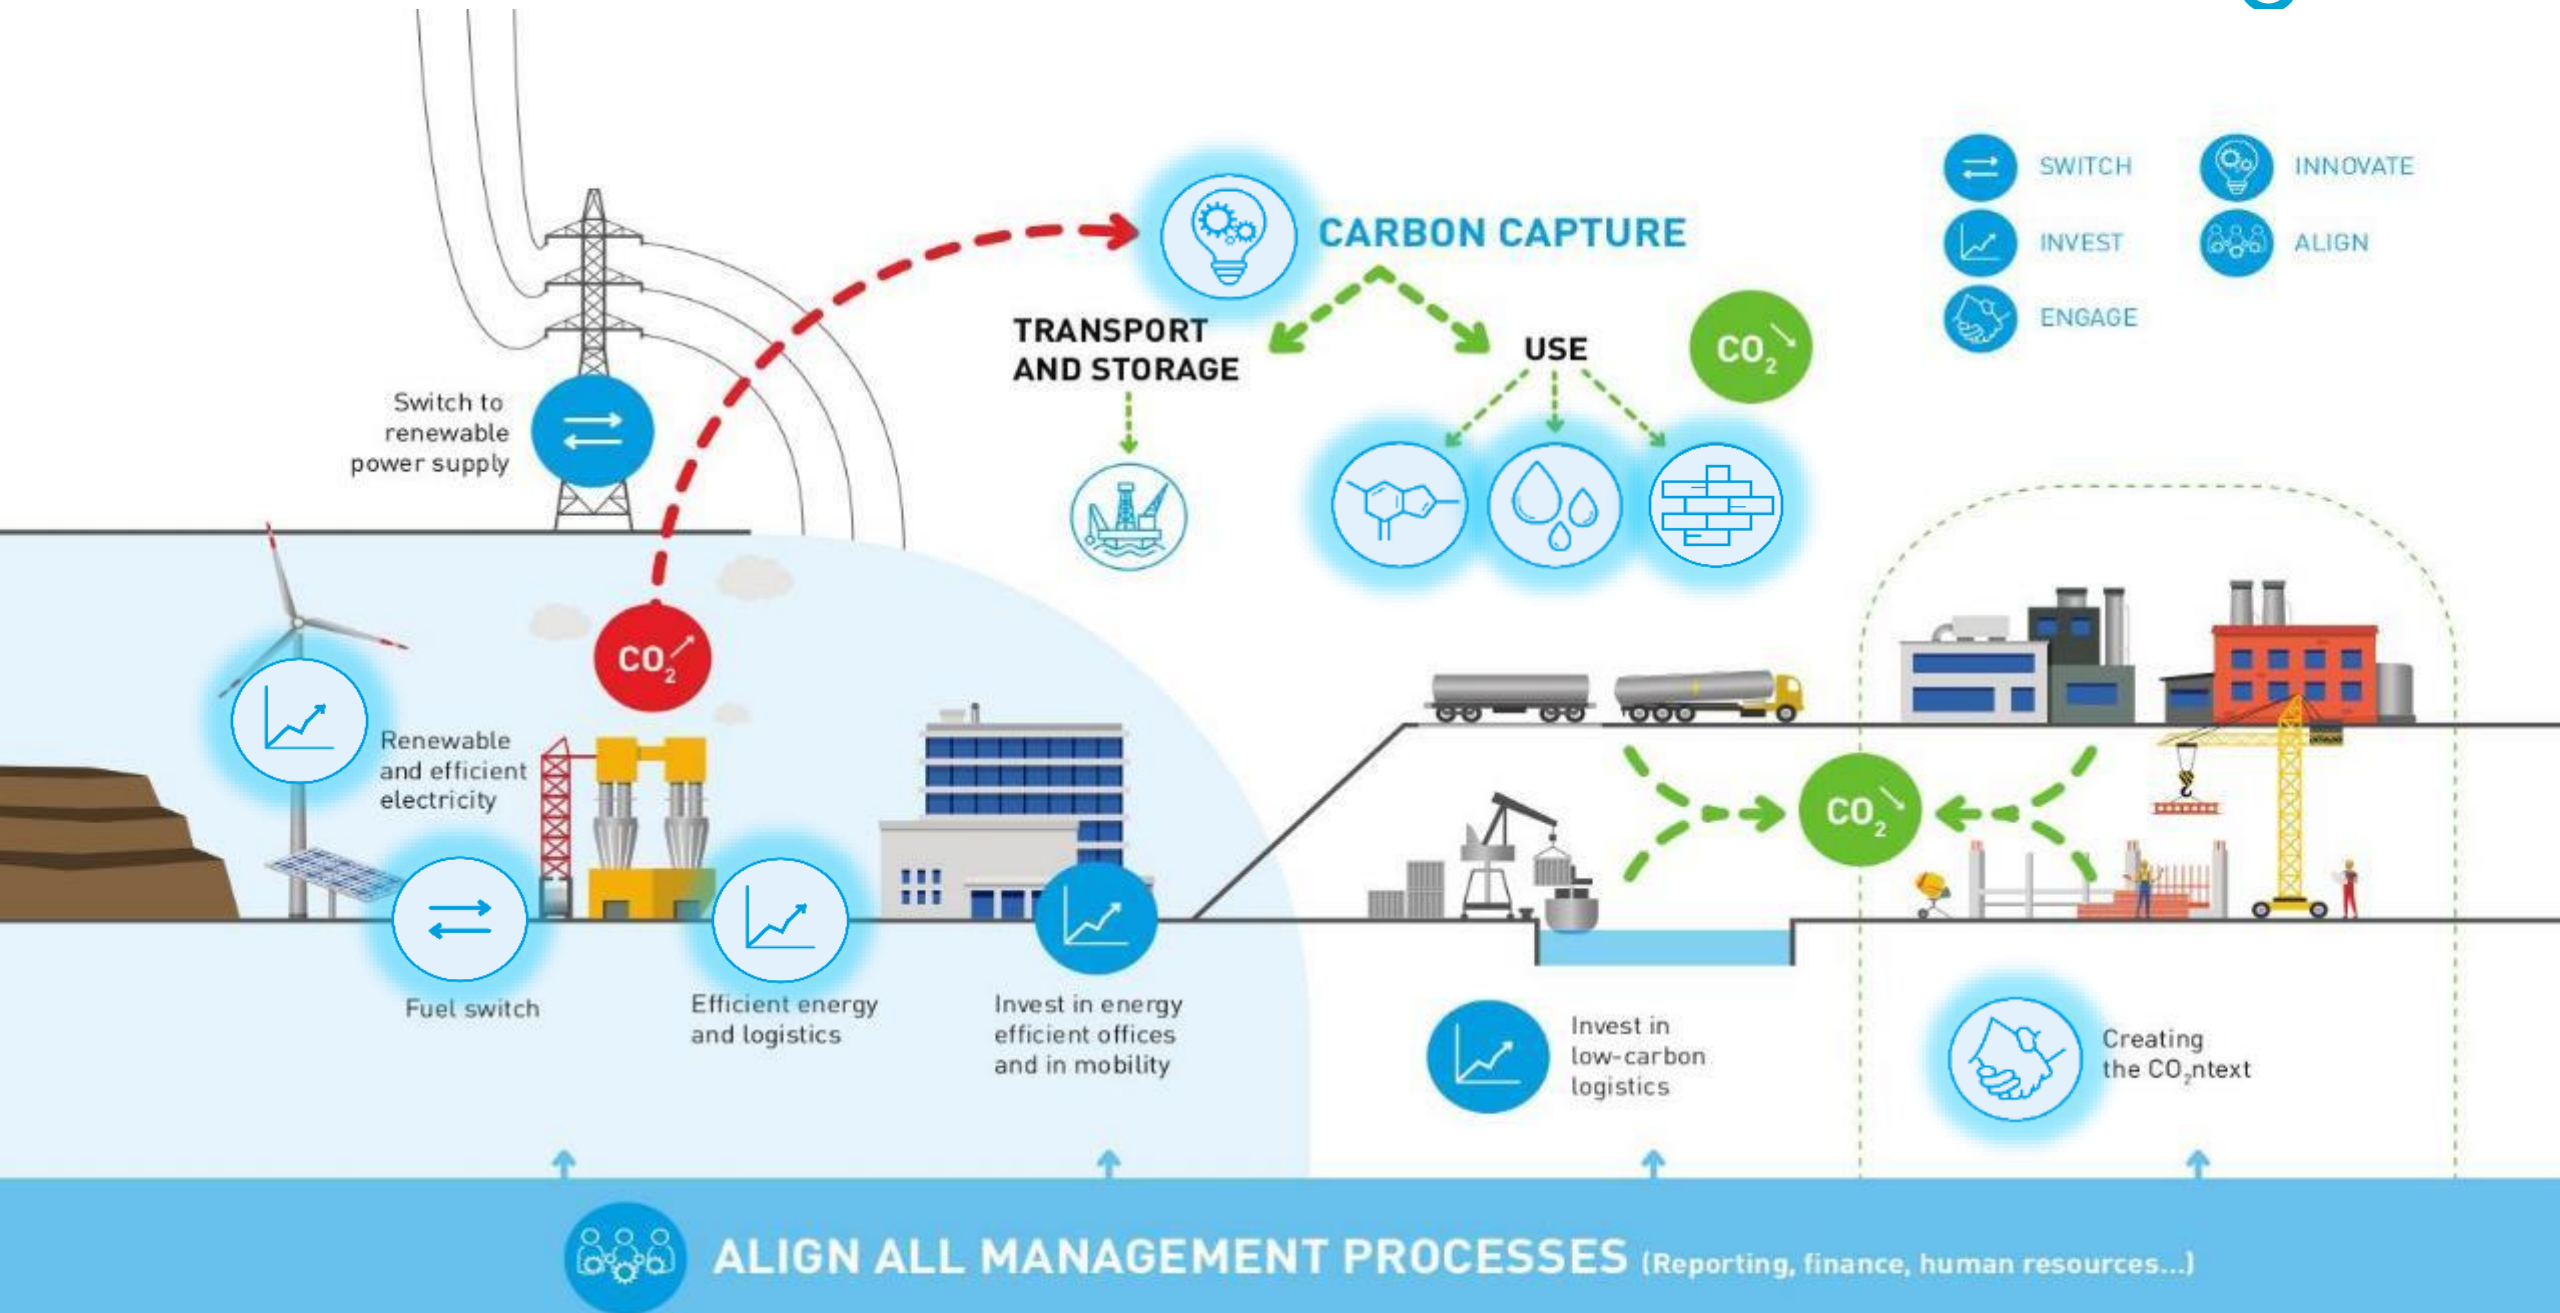 SWITCH
INNOVATE
INVEST
ALIGN
ENGAGE
CARBON CAPTURE
TRANSPORT
AND STORAGE
USE
CO2
Switch to
renewable
power supply
CO2
Renewable
and efficient
electricity
CO2
Fuel switch
Efficient energy
and logistics
Invest in energy
efficient offices
and in mobility
Invest in
low-carbon
logistics
Creating
the CO2ntext
ALIGN ALL MANAGEMENT PROCESSES (Reporting, finance, human resources...)